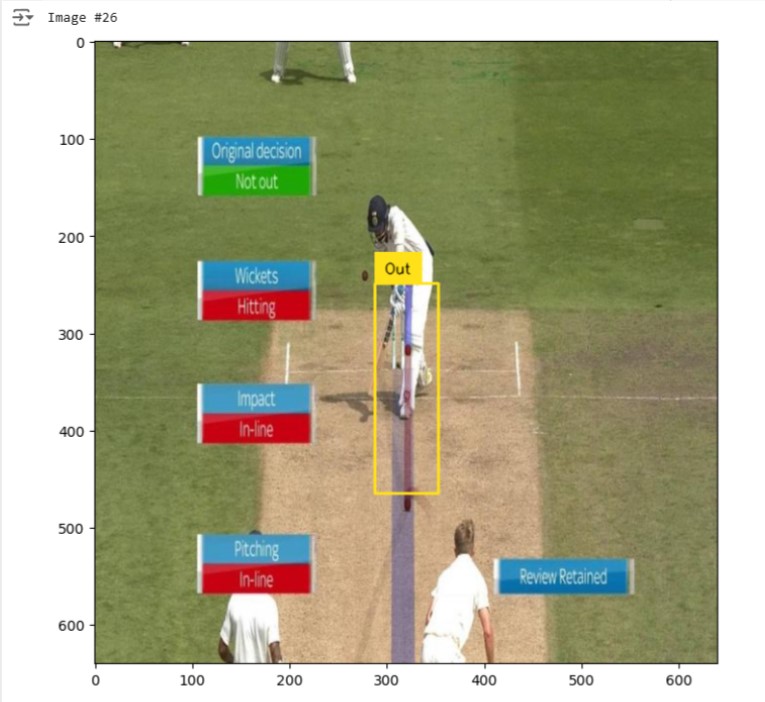 Image #26
Original decision
Not out
Out
Wickets
Hitting
Impact
In-line
Pitching
In-line
Review Retained
0
100
200
300
400
500
600
0
100
200
300
400
500
600